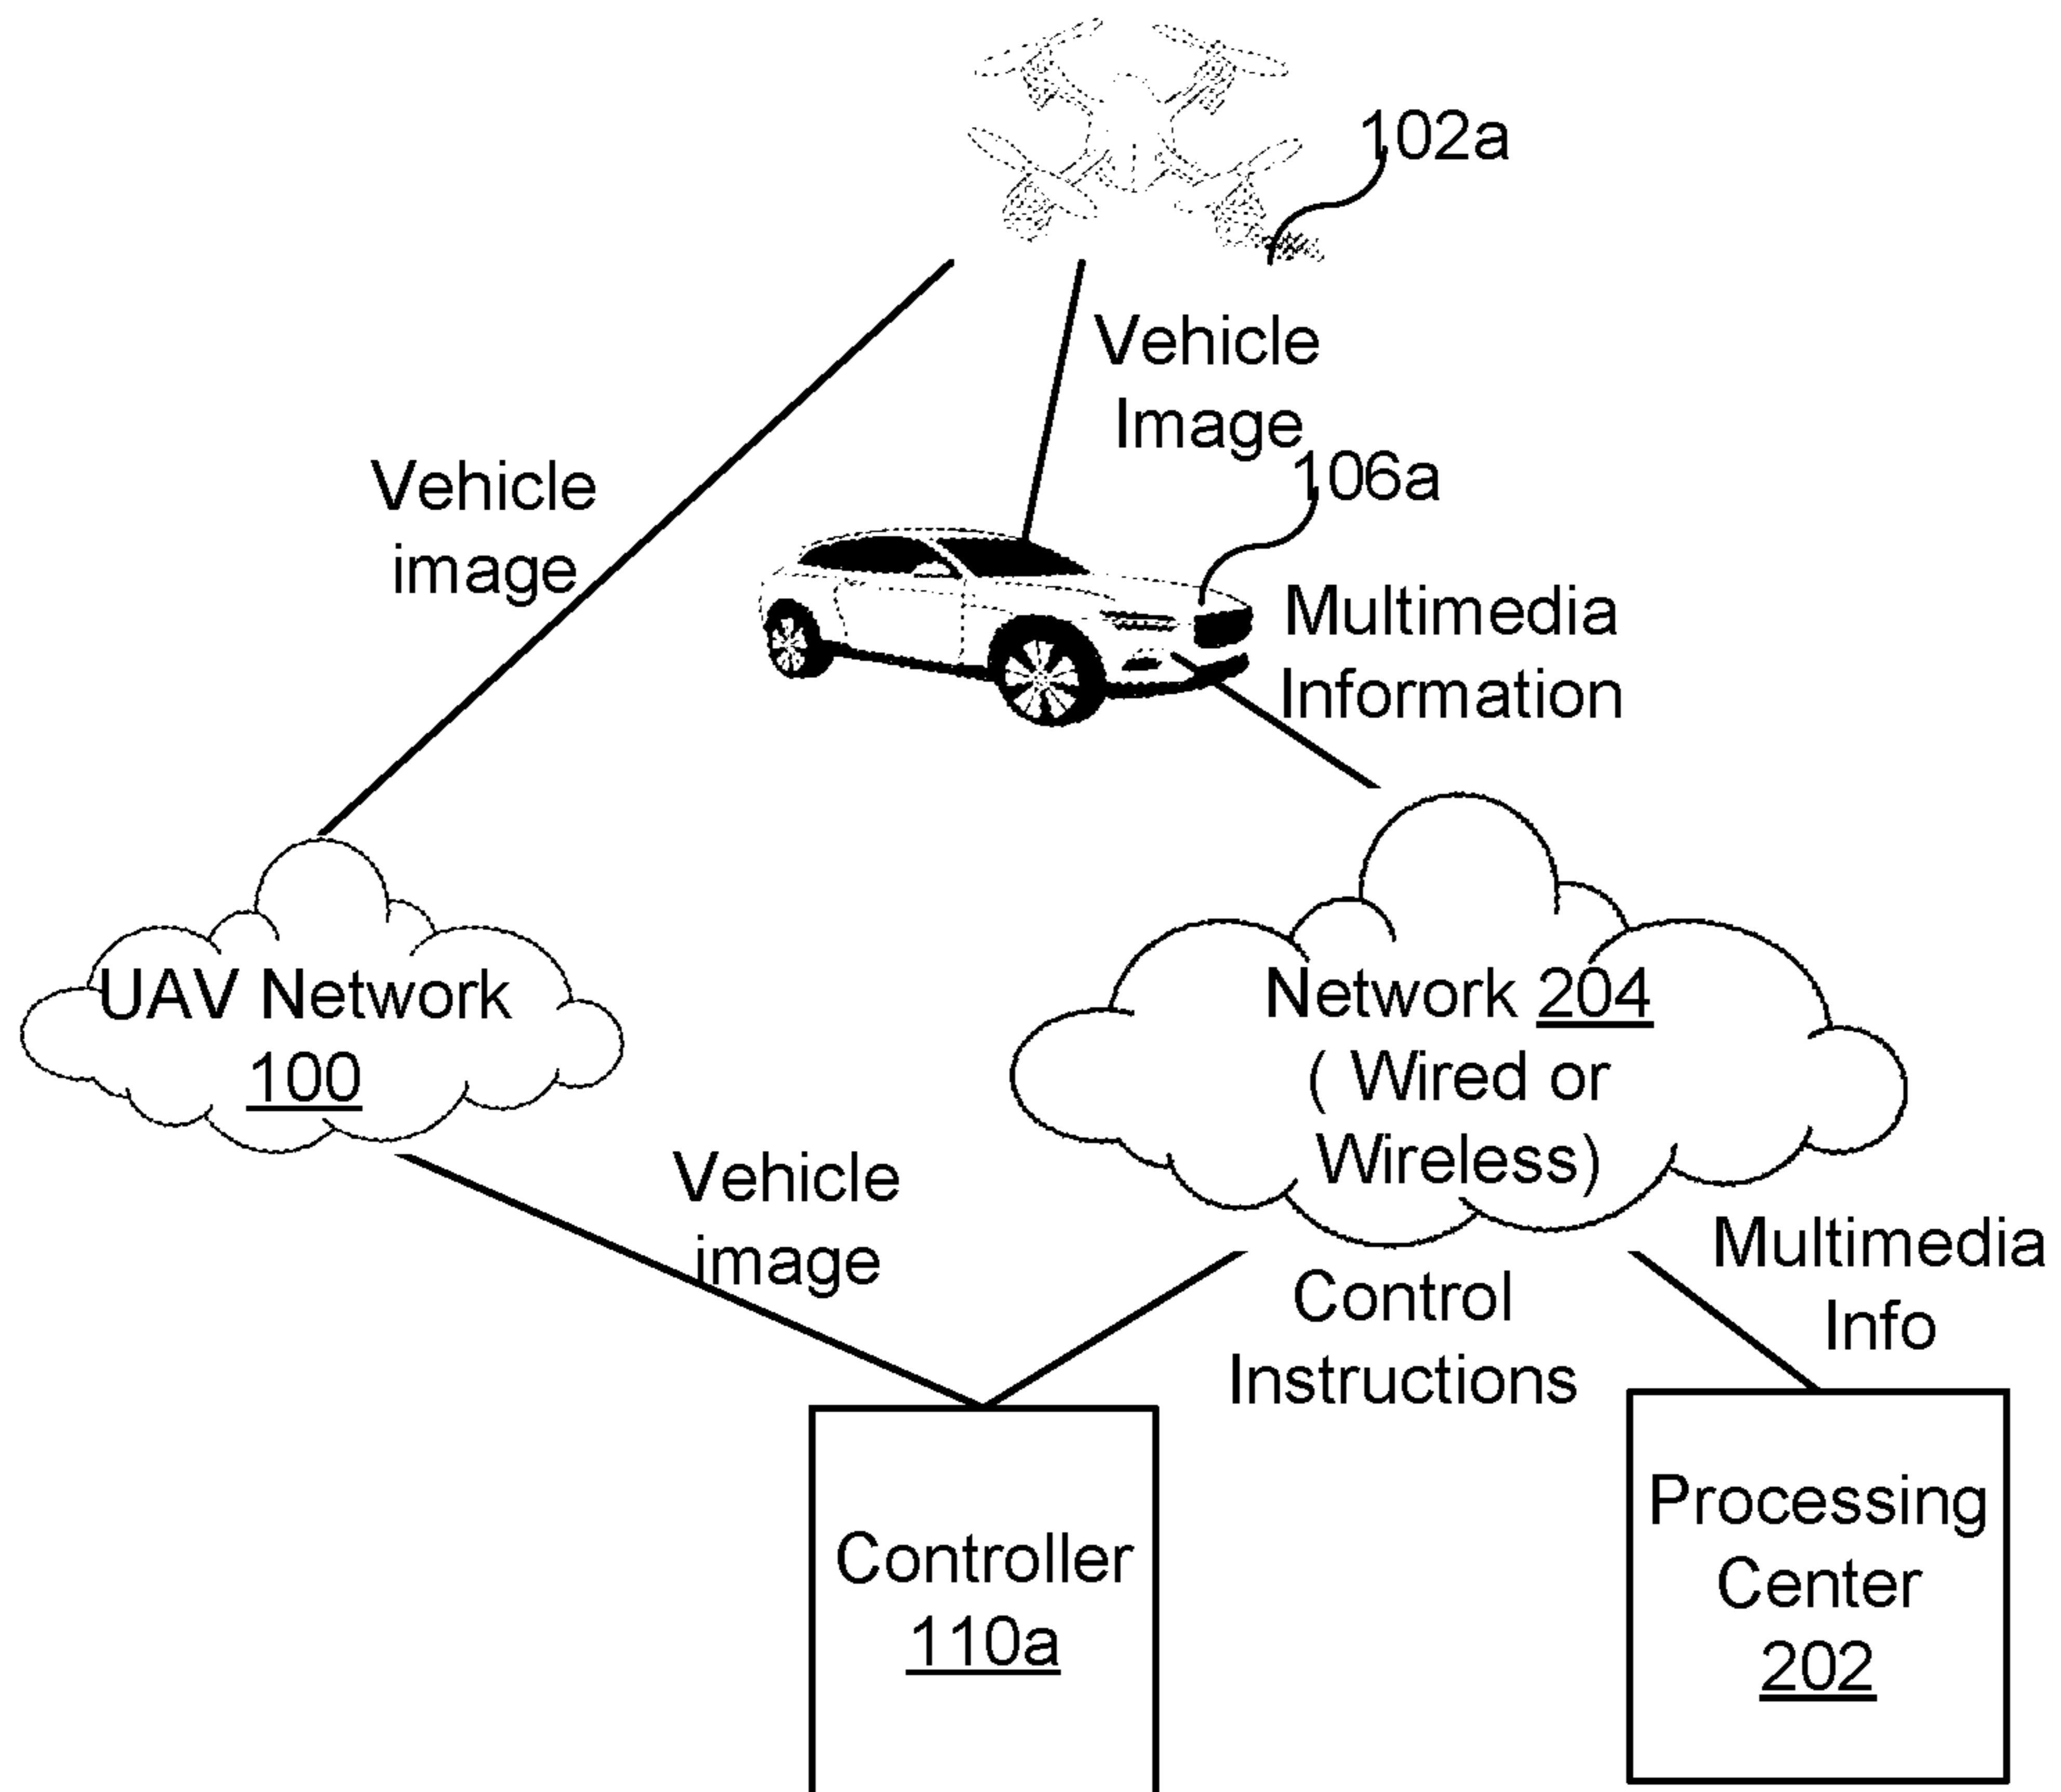 102a
Vehicle
Image
106a
Vehicle
image
Multimedia
Information
UAV Network
100
Network 204
( Wired or
Wireless)
Vehicle
image
Control
Instructions
Multimedia
Info
Controller
110a
Processing
Center
202